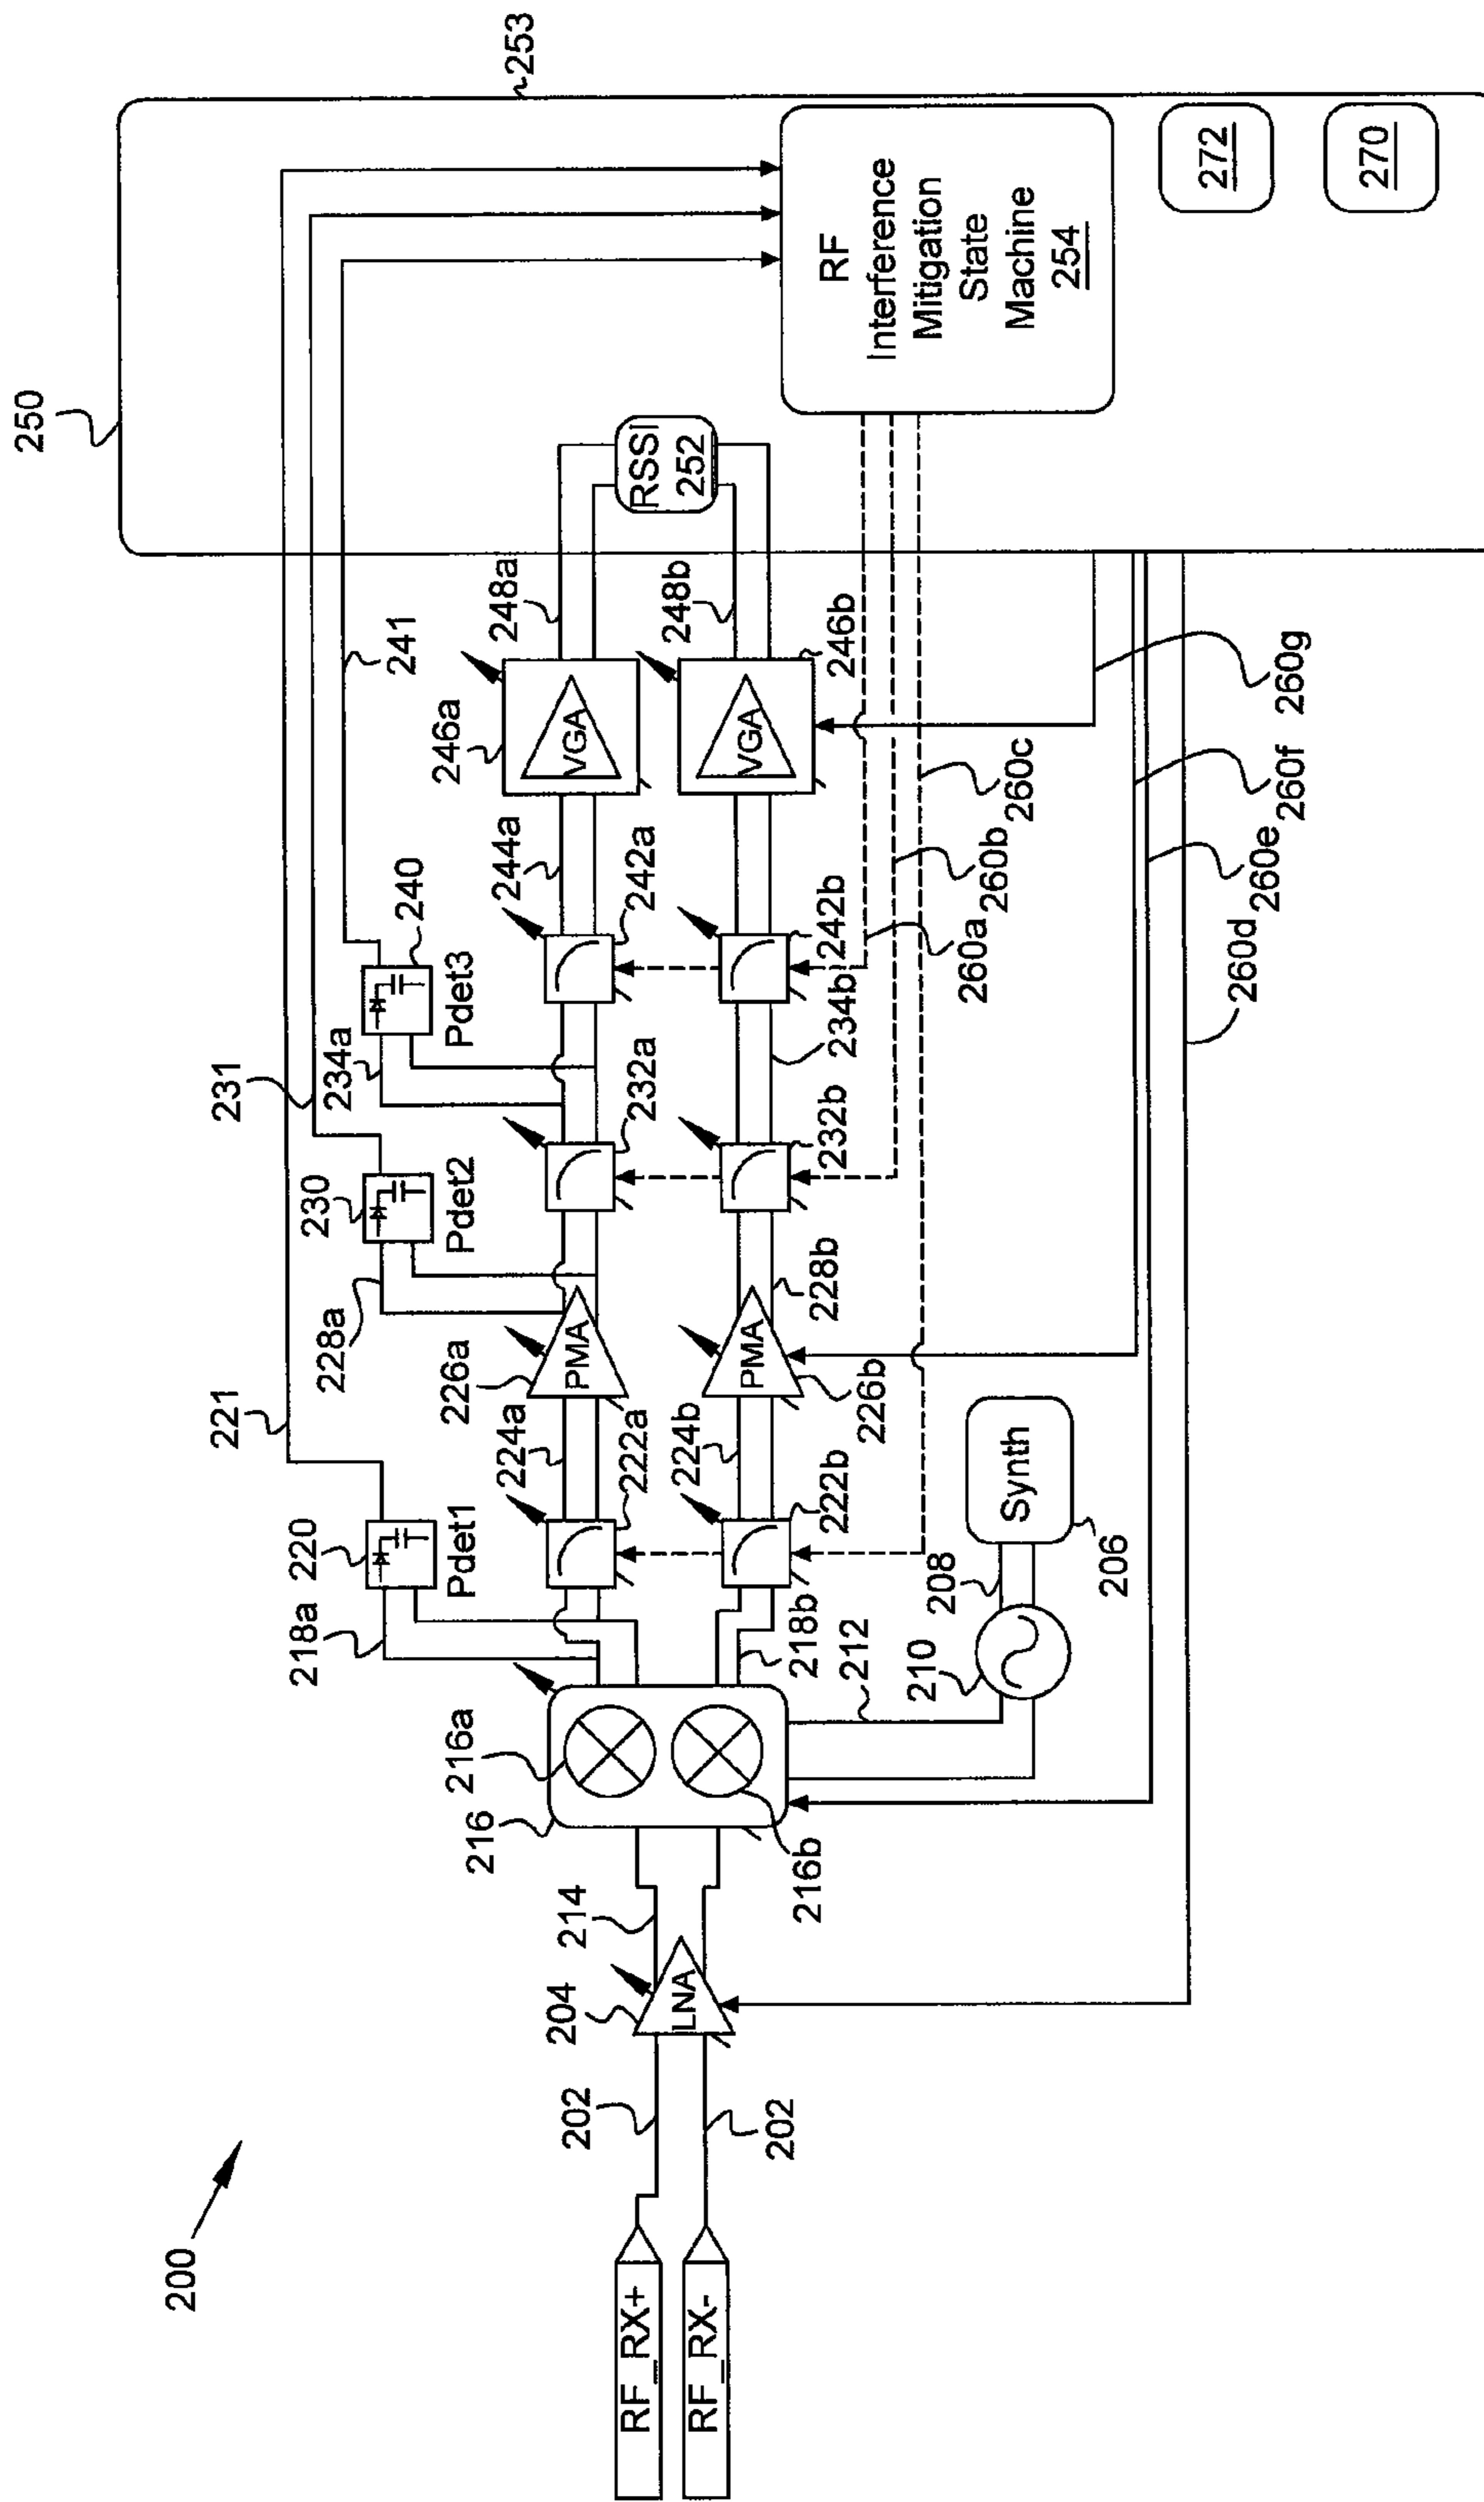 200
RF_RX+
RF_RX-
202
202
204
LNA
214
216
216a
216b
218a
218b
212
210
208
206
Synth
220
Pdet1
221
222a
222b
224a
224b
226a
PMA
226b
PMA
228a
228b
230
Pdet2
231
232a
232b
234a
234b
240
Pdet3
241
242a
242b
244a
246a
VGA
246b
VGA
248a
248b
250
RSSI
252
253
RF
Interference
Mitigation
State
Machine
254
272
270
260a
260b
260c
260d
260e
260f
260g